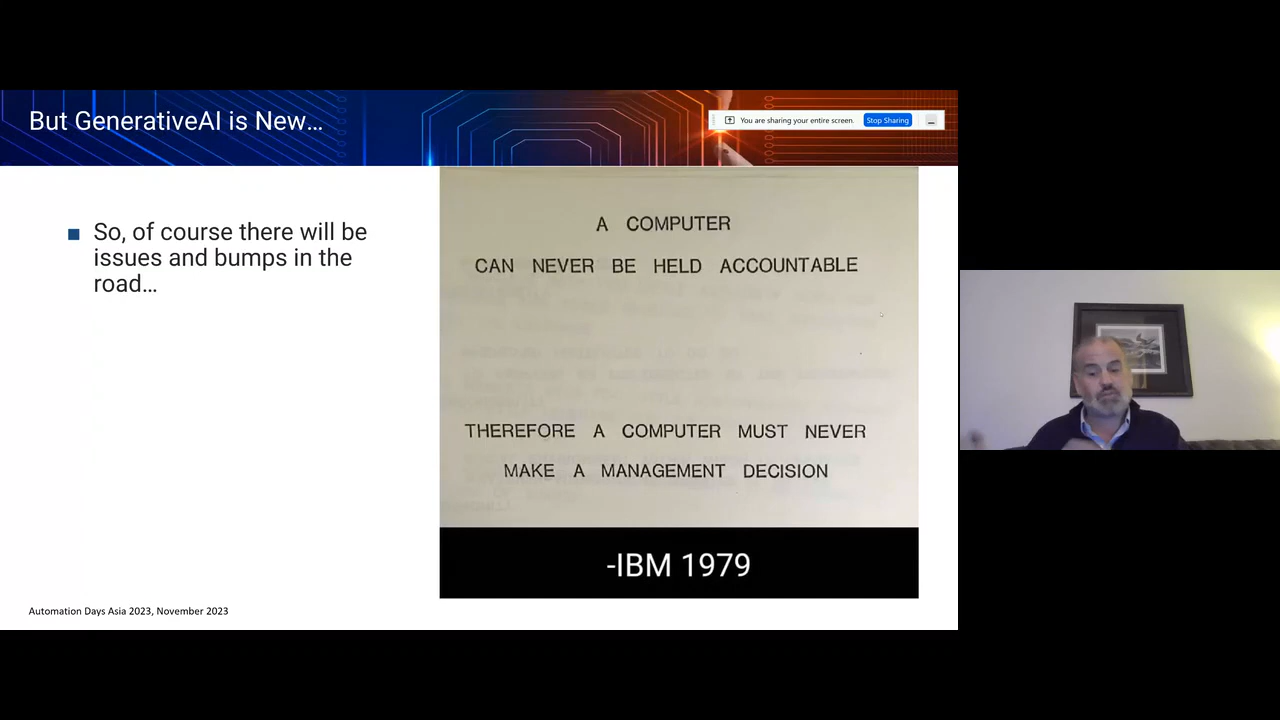 But GenerativeAI is New...
You are sharing your entire screen.
Stop Sharing
■ So, of course there will be
issues and bumps in the
road...
A COMPUTER
CAN NEVER BE HELD ACCOUNTABLE
THEREFORE A COMPUTER MUST NEVER
MAKE A MANAGEMENT DECISION
-IBM 1979
Automation Days Asia 2023, November 2023